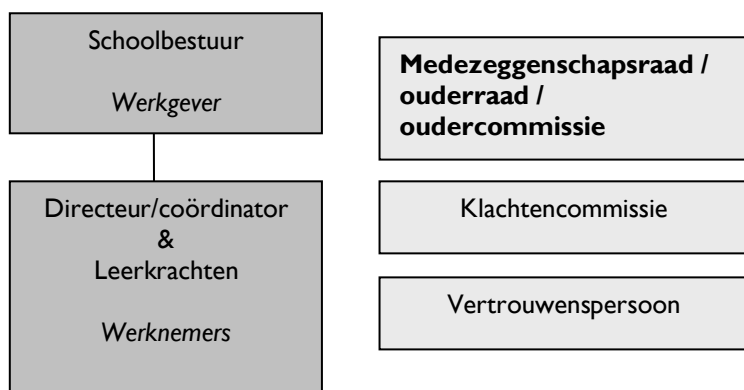 Schoolbestuur
Werkgever
Directeur/coördinator
&
Leerkrachten
Werknemers
Medezeggenschapsraad /
ouderraad /
oudercommissie
Klachtencommissie
Vertrouwenspersoon